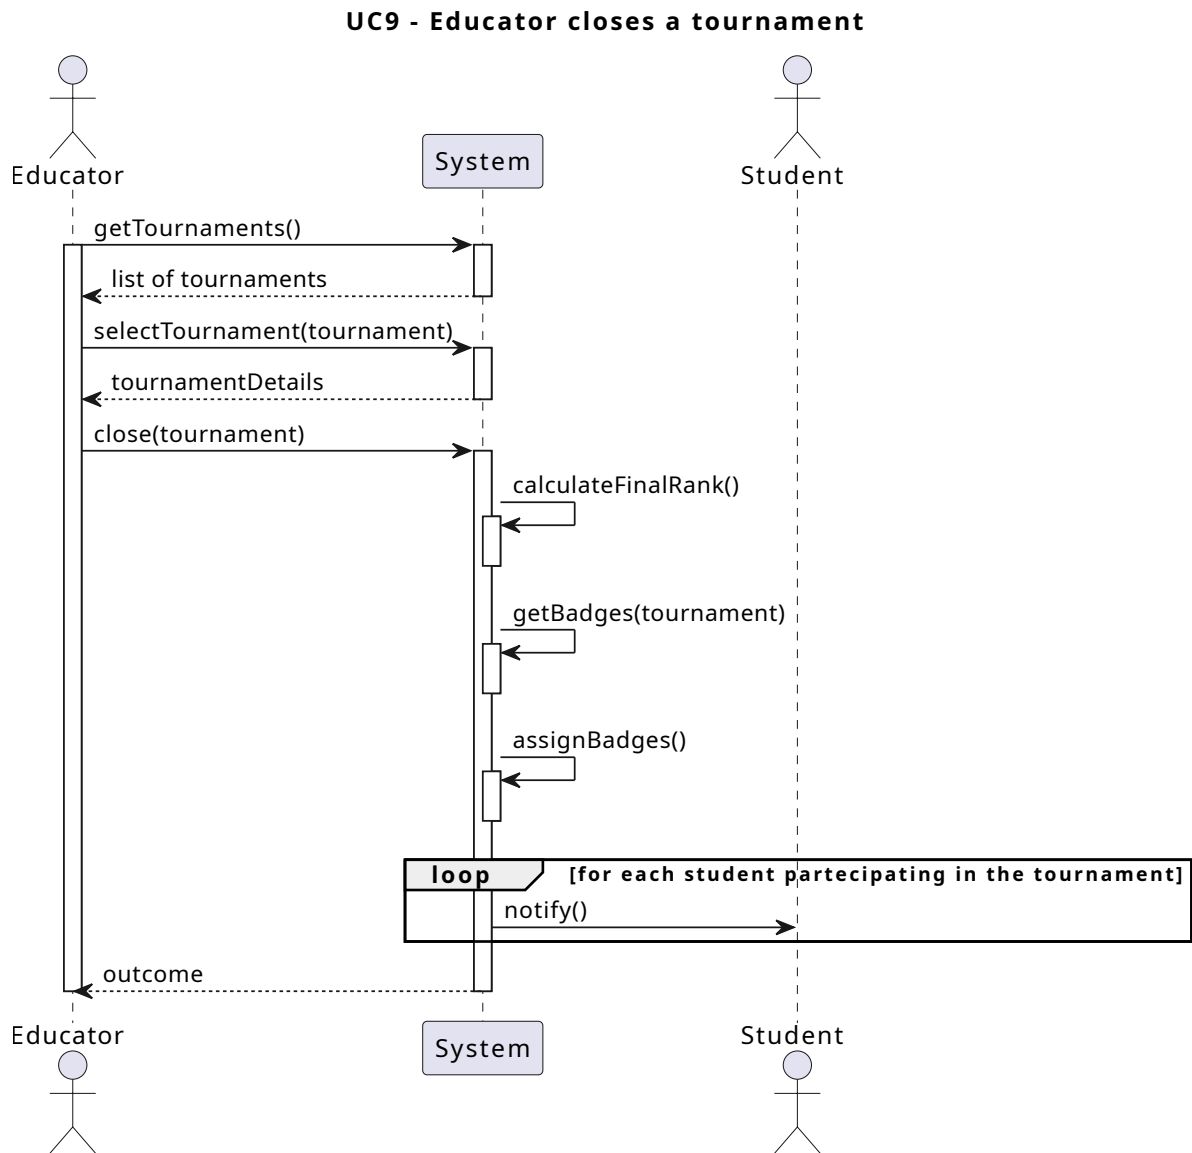 UC9 - Educator closes a tournament
Educator
System
Student
getTournaments()
list of tournaments
selectTournament(tournament)
tournamentDetails
close(tournament)
calculateFinalRank()
getBadges(tournament)
assignBadges()
loop [for each student partecipating in the tournament]
notify()
outcome
Educator
System
Student